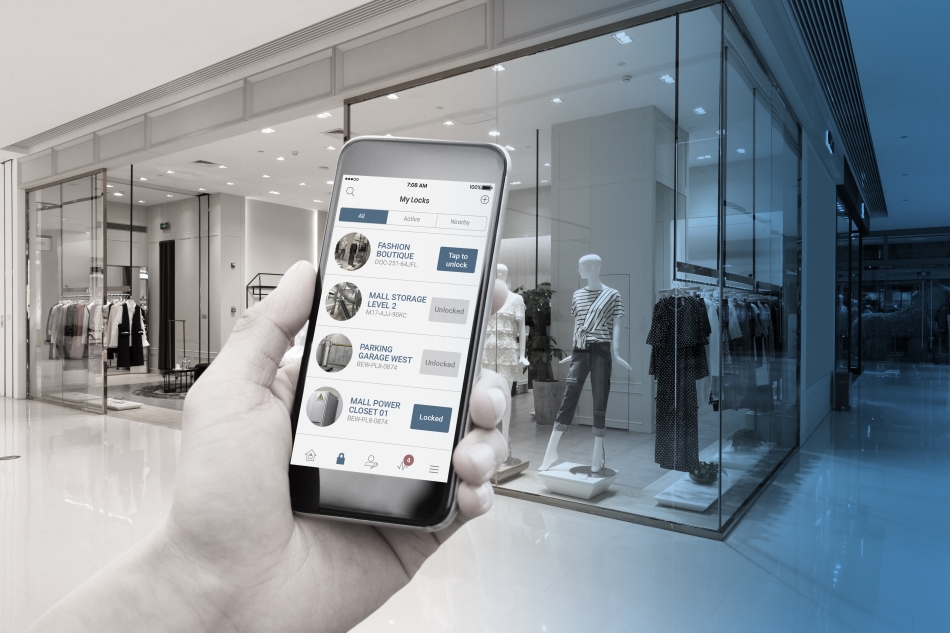 7:08 AM
100%
My Locks
All Active Nearby
FASHION
BOUTIQUE
DOC-251-64JFL
Tap to
unlock
MALL STORAGE
LEVEL 2
M17-AJJ-90KC
Unlocked
PARKING
GARAGE WEST
BEW-PL8-0874
Unlocked
MALL POWER
CLOSET 01
BEW-PL8-0874
Locked
4